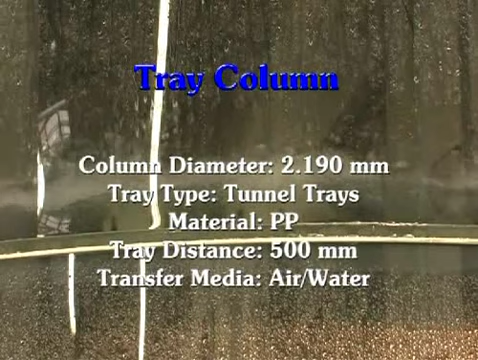 Tray Column
Column Diameter: 2.190 mm
Tray Type: Tunnel Trays
Material: PP
Tray Distance: 500 mm
Transfer Media: Air/Water